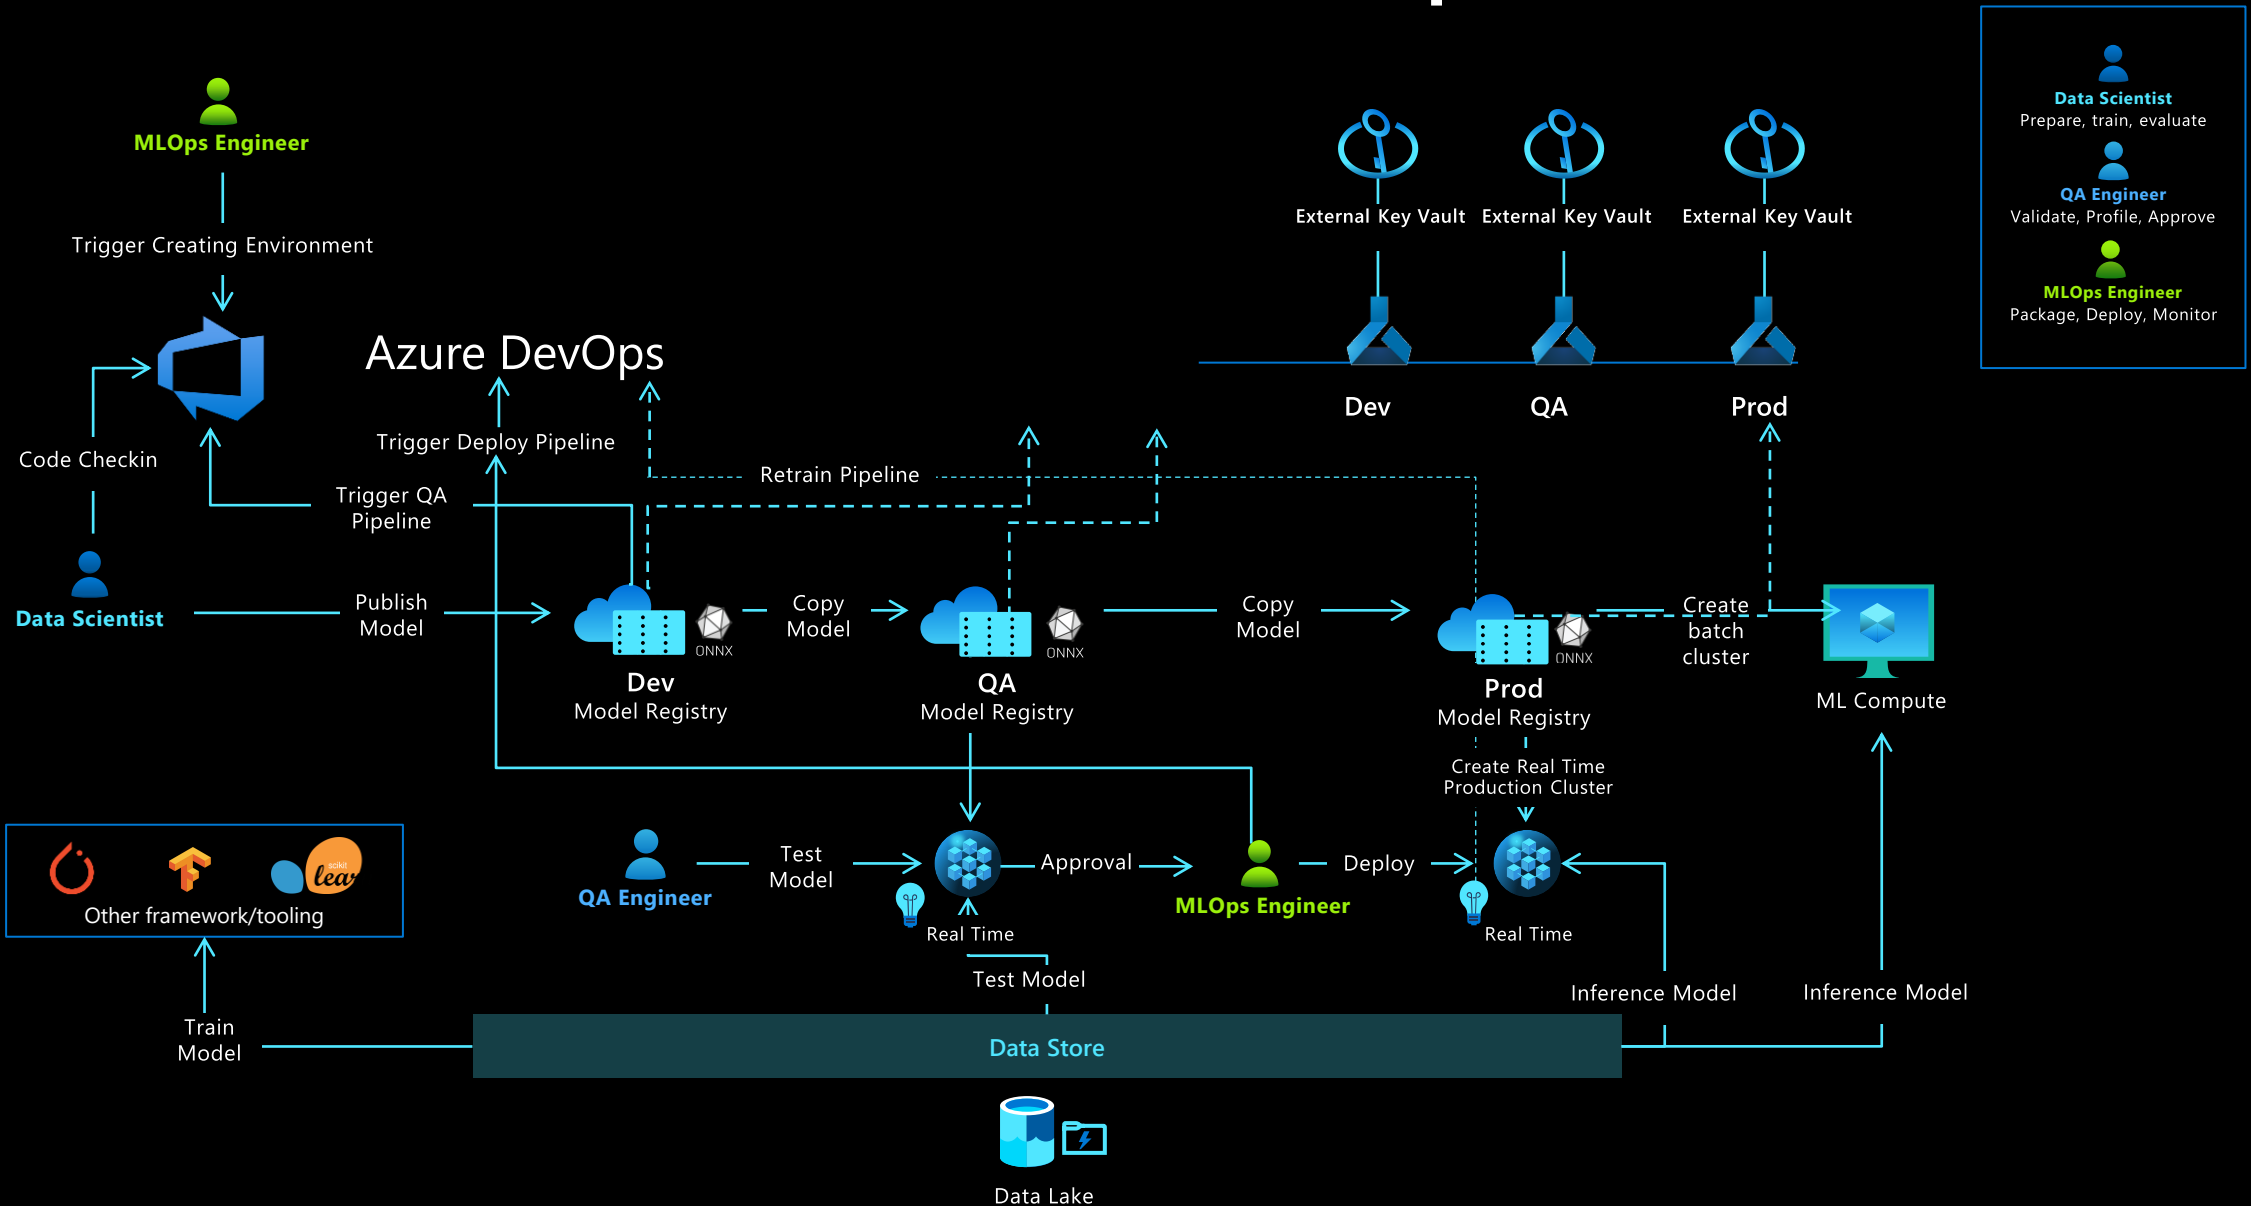 MLOps Engineer
Trigger Creating Environment
Azure DevOps
Code Checkin
Trigger Deploy Pipeline
Trigger QA
Pipeline
Retrain Pipeline
External Key Vault
External Key Vault
External Key Vault
Dev
QA
Prod
Data Scientist
Prepare, train, evaluate
QA Engineer
Validate, Profile, Approve
MLOps Engineer
Package, Deploy, Monitor
Data Scientist
Publish
Model
ONNX
Dev
Model Registry
Copy
Model
ONNX
QA
Model Registry
Copy
Model
ONNX
Prod
Model Registry
Create
batch
cluster
ML Compute
Create Real Time
Production Cluster
scikit
lear
Other framework/tooling
QA Engineer
Test
Model
Real Time
Approval
MLOps Engineer
Deploy
Real Time
Test Model
Inference Model
Inference Model
Train
Model
Data Store
Data Lake